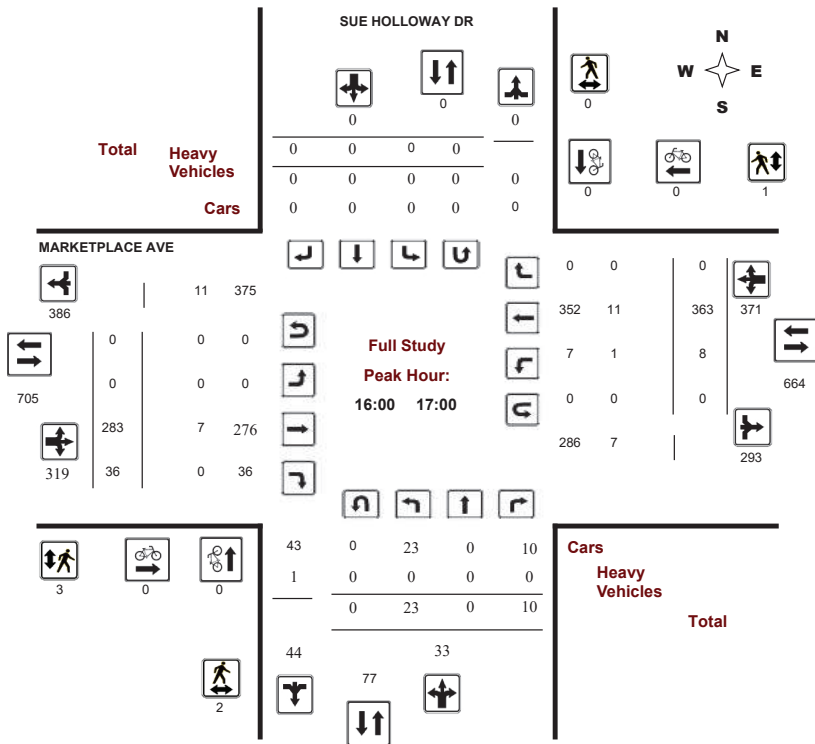 SUE HOLLOWAY DR
N
W E
S
0
0
0 0
Total Heavy Vehicles
0 0 0 0
0 0 0 0 0
0 0 1
Cars 0 0 0 0 0
MARKETPLACE AVE
0 0 0
11 375
386
352 11 363 371
0 0 0
Full Study
7 1 8
705
0 0 0
Peak Hour:
664
16:00 17:00
0 0 0
283 7 276
286 7
293
319 36 0 36
43 0 23 0 10 Cars
1 0 0 0 0 Heavy Vehicles
3 0 0
0 23 0 10
Total
44 33
77
2